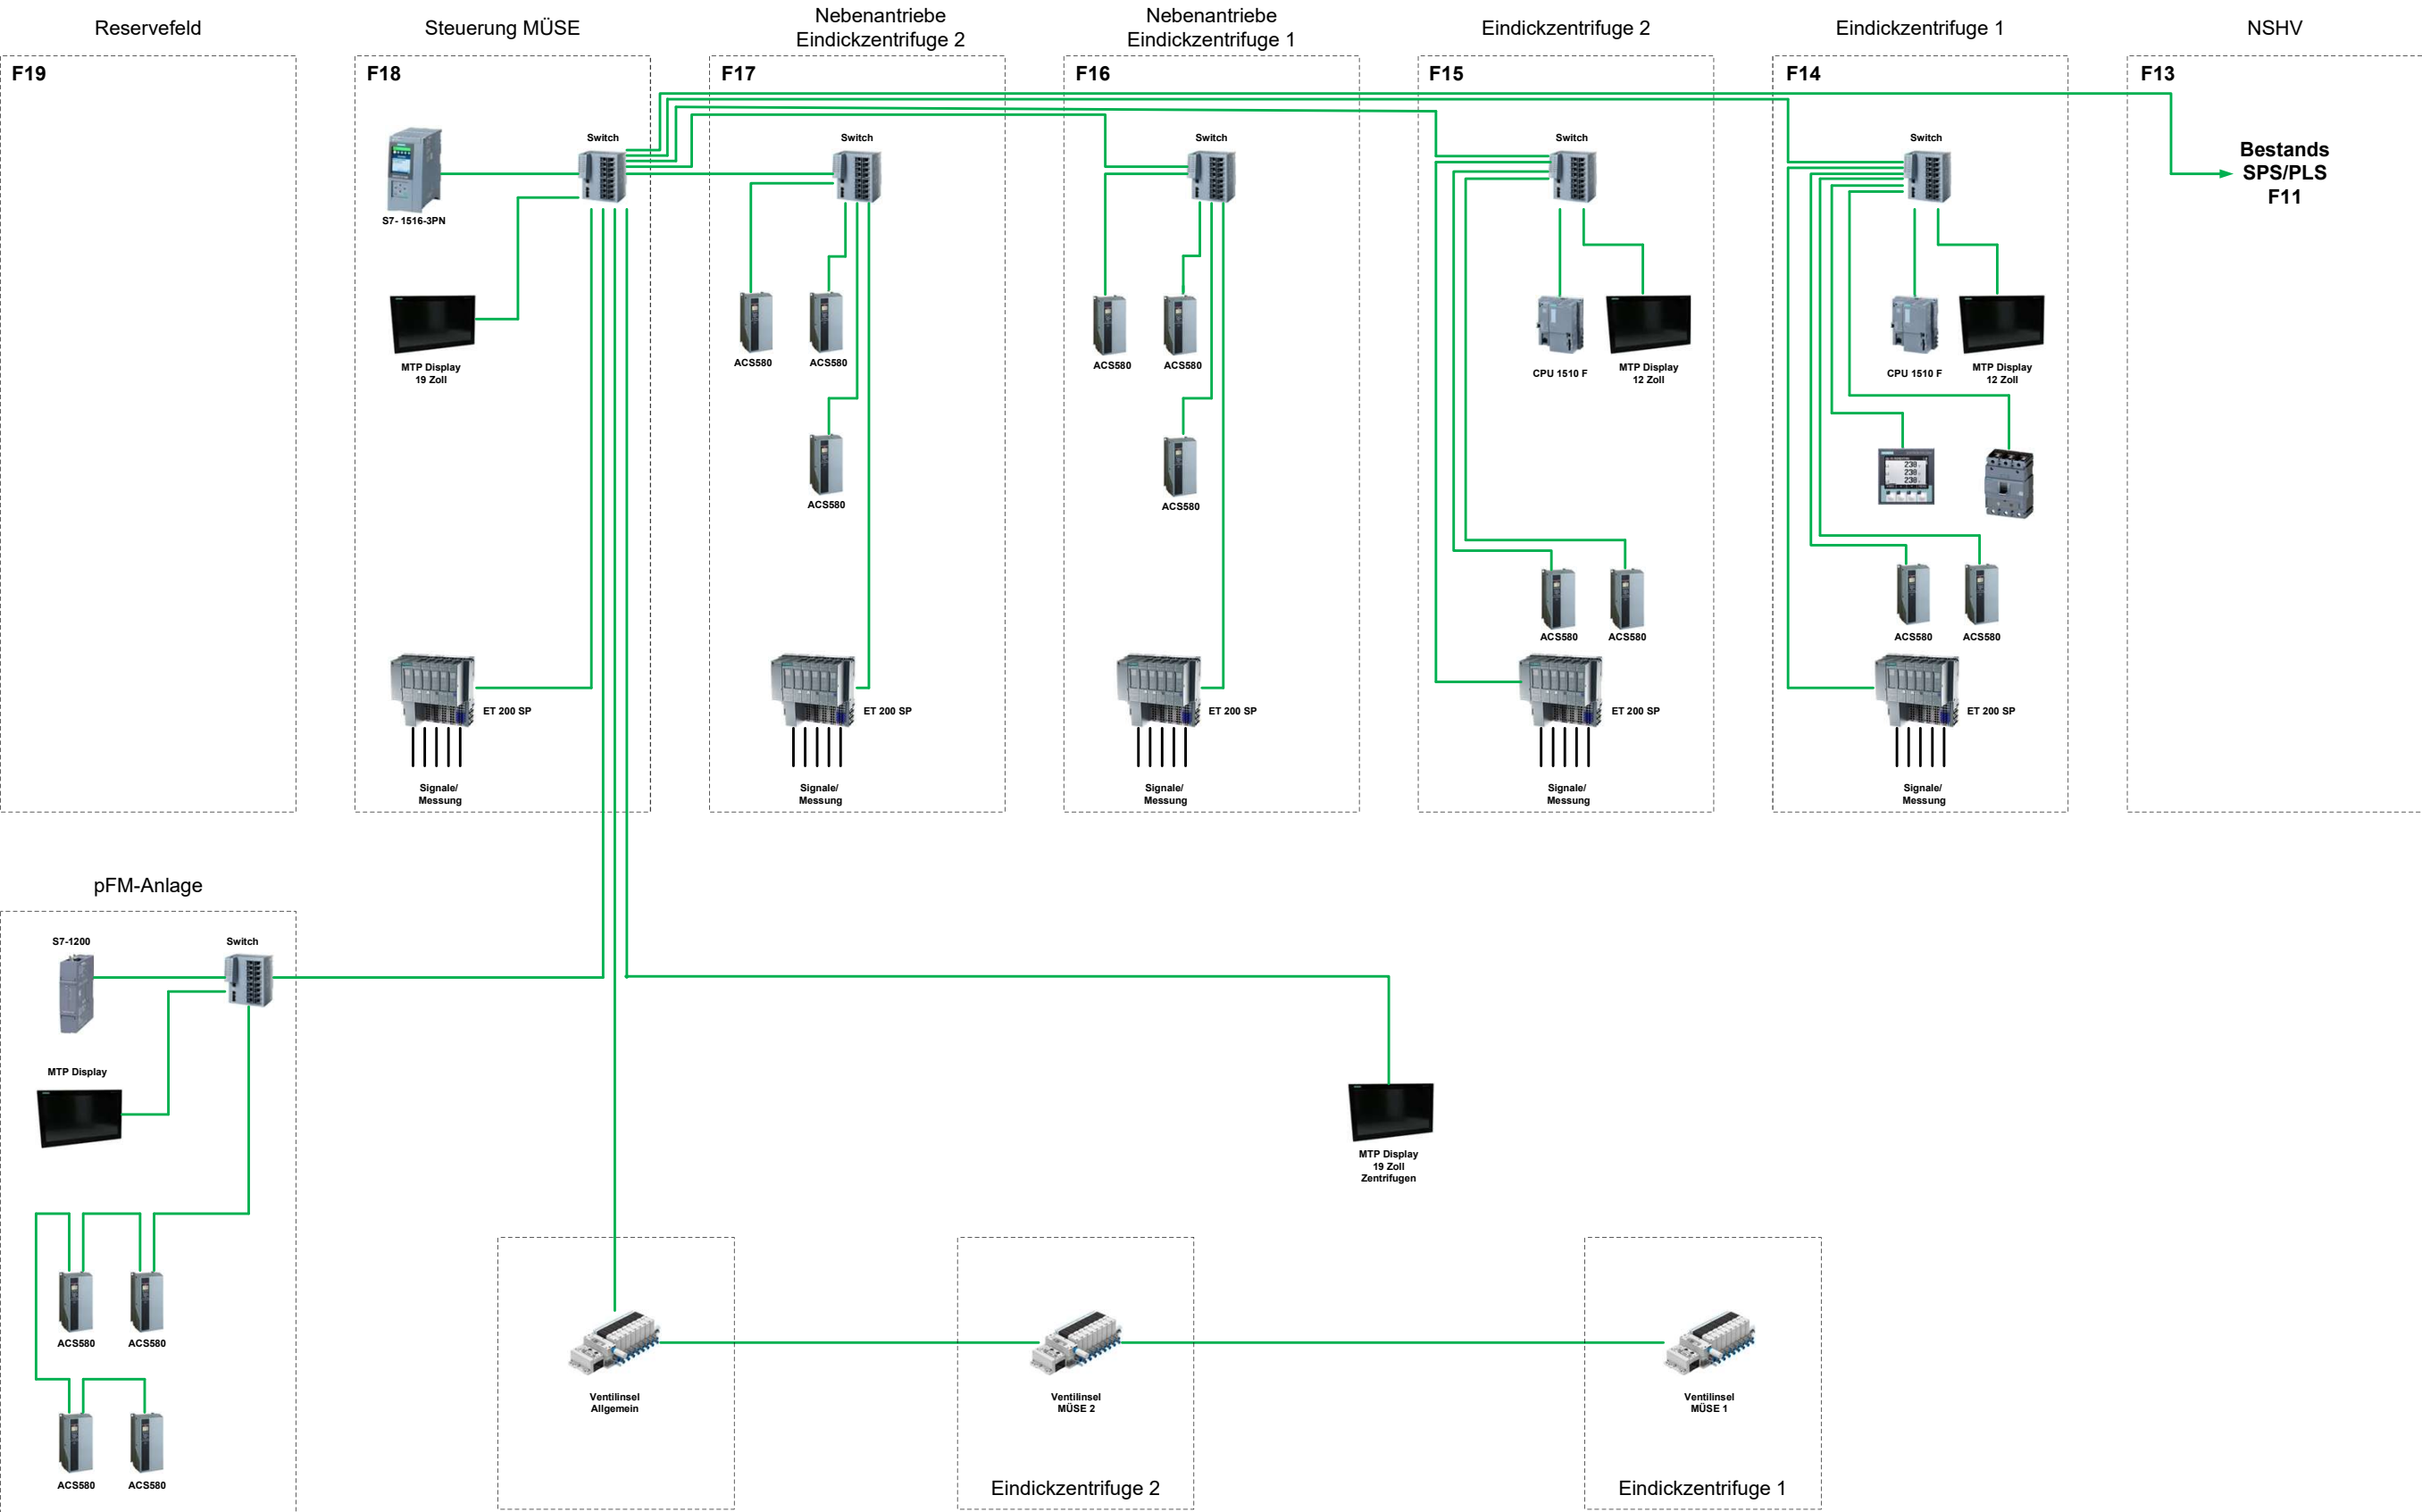 Reservefeld
Steuerung MÜSE
Nebenantriebe
Eindickzentrifuge 2
Nebenantriebe
Eindickzentrifuge 1
Eindickzentrifuge 2
Eindickzentrifuge 1
NSHV
F19
F18
F17
F16
F15
F14
F13
Switch
Switch
Switch
Switch
Switch
Bestands
SPS/PLS
F11
S7- 1516-3PN
MTP Display
19 Zoll
ACS580
ACS580
ACS580
ACS580
CPU 1510 F
MTP Display
12 Zoll
CPU 1510 F
MTP Display
12 Zoll
230
230
230
ACS580
ACS580
ACS580
ACS580
ACS580
ACS580
ET 200 SP
ET 200 SP
ET 200 SP
ET 200 SP
ET 200 SP
Signale/
Messung
Signale/
Messung
Signale/
Messung
Signale/
Messung
Signale/
Messung
pFM-Anlage
S7-1200
Switch
MTP Display
MTP Display
19 Zoll
Zentrifugen
ACS580
ACS580
ACS580
ACS580
Ventilinsel
Allgemein
Ventilinsel
MÜSE 2
Ventilinsel
MÜSE 1
Eindickzentrifuge 2
Eindickzentrifuge 1